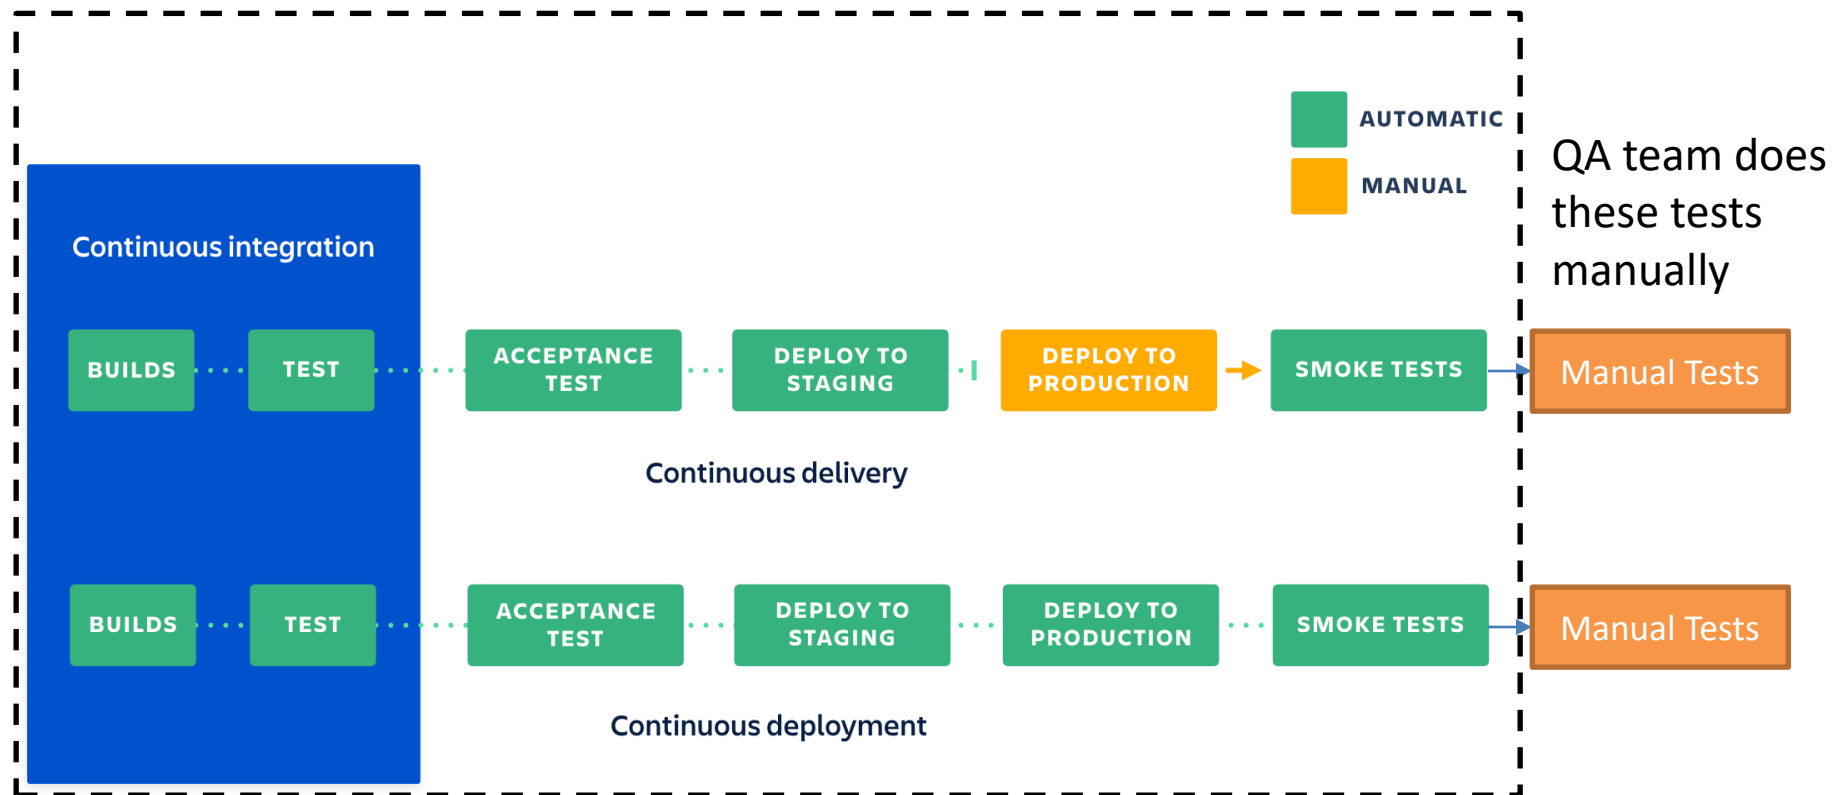 AUTOMATIC
MANUAL
QA team does
these tests
manually
Continuous integration
BUILDS
TEST
ACCEPTANCE
TEST
DEPLOY TO
STAGING
DEPLOY TO
PRODUCTION
SMOKE TESTS
Manual Tests
Continuous delivery
BUILDS
TEST
ACCEPTANCE
TEST
DEPLOY TO
STAGING
DEPLOY TO
PRODUCTION
SMOKE TESTS
Manual Tests
Continuous deployment